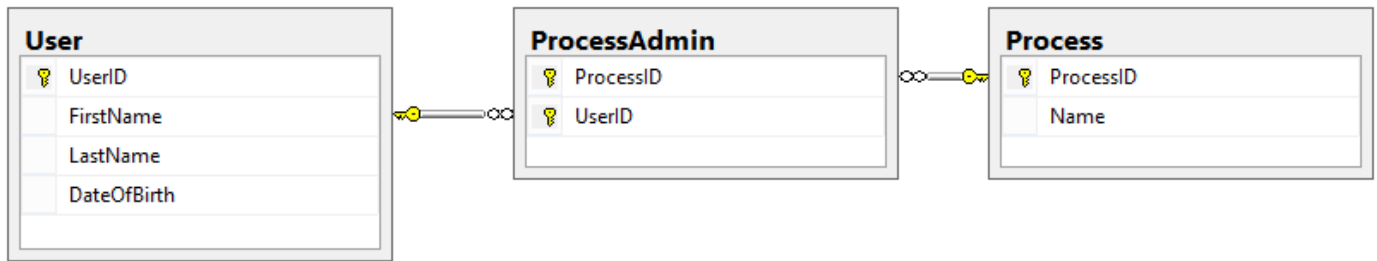 User
UserID
FirstName
LastName
DateOfBirth
ProcessAdmin
ProcessID
UserID
Process
ProcessID
Name